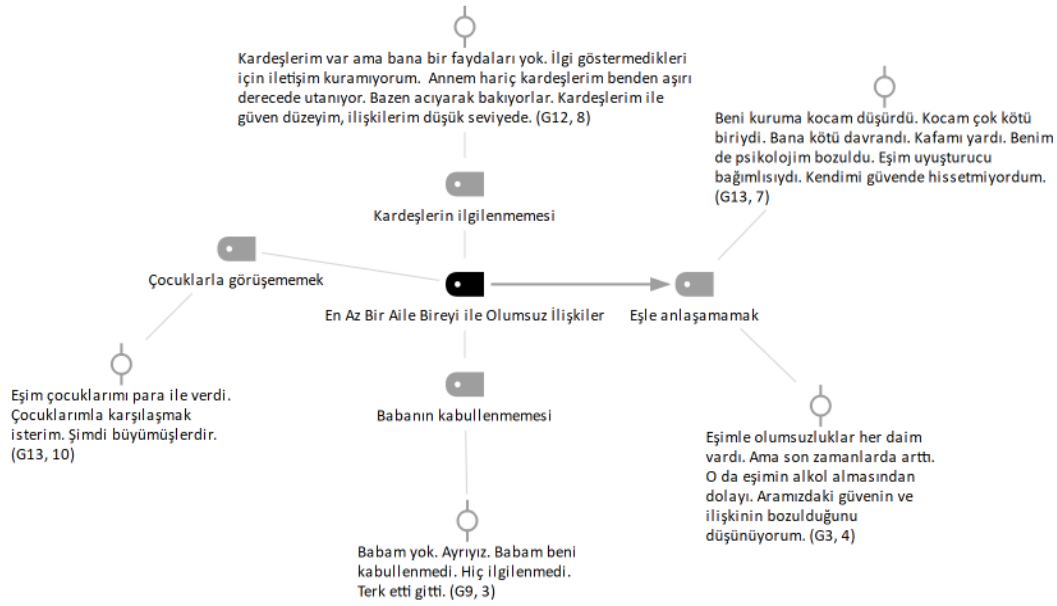 Kardeşlerim var ama bana bir faydaları yok. İlgi göstermedikleri
için iletişim kuramıyorum.  Annem hariç kardeşlerim benden aşırı
derecede utanıyor. Bazen acıyarak bakıyorlar. Kardeşlerim ile
güven düzeyim, ilişkilerim düşük seviyede. (G12, 8)
Beni kuruma kocam düşürdü. Kocam çok kötü
biriydi. Bana kötü davrandı. Kafamı yardı. Benim
de psikolojim bozuldu. Eşim uyuşturucu
bağımlısıydı. Kendimi güvende hissetmiyordum.
(G13, 7)
Kardeşlerin ilgilenmemesi
Çocuklarla görüşememek
En Az Bir Aile Bireyi ile Olumsuz İlişkiler
Eşle anlaşamamak
Babanın kabullenmemesi
Eşim çocuklarımı para ile verdi.
Çocuklarımla karşılaşmak
isterim. Şimdi büyümüşlerdir.
(G13, 10)
Eşimle olumsuzluklar her daim
vardı. Ama son zamanlarda arttı.
O da eşimin alkol almasından
dolayı. Aramızdaki güvenin ve
ilişkinin bozulduğunu
düşünüyorum. (G3, 4)
Babam yok. Ayrıyız. Babam beni
kabullenmedi. Hiç ilgilenmedi.
Terk etti gitti. (G9, 3)